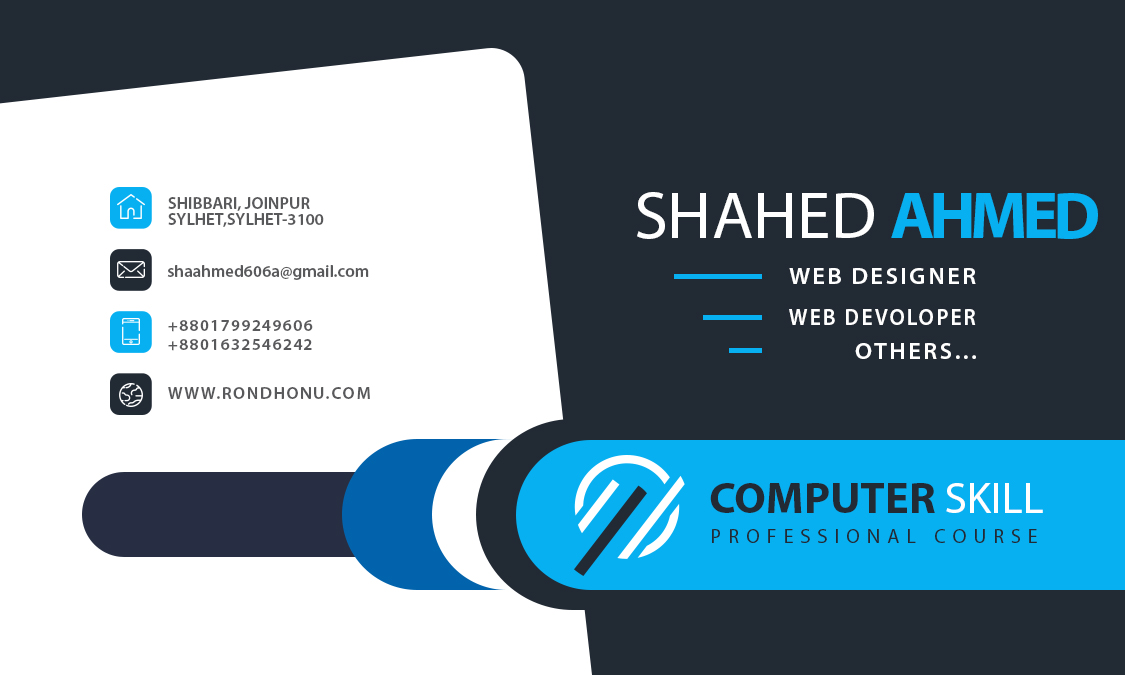 SHIBBARI, JOINPUR
SYLHET,SYLHET-3100
shaahmed606a@gmail.com
+8801799249606
+8801632546242
WWW.RONDHONU.COM
SHAHED AHMED
WEB DESIGNER
WEB DEVOLOPER
OTHERS...
COMPUTER SKILL
PROFESSIONAL COURSE